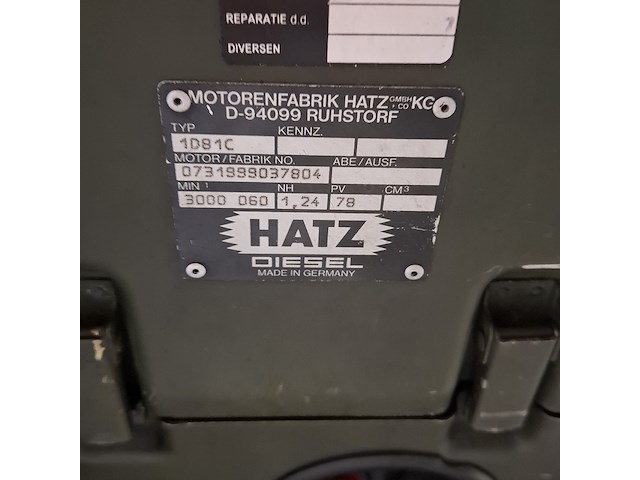 REPARATIE d.d.
DIVERSEN
MOTORENFABRIK HATZ GMBH + CO KG
D-94099 RUHSTORF
TYP KENNZ.
1D81C
MOTOR / FABRIK NO. ABE / AUSF.
0731999037804
MIN-1 NH PV CM³
3000 060 1,24 78
HATZ
DIESEL
MADE IN GERMANY